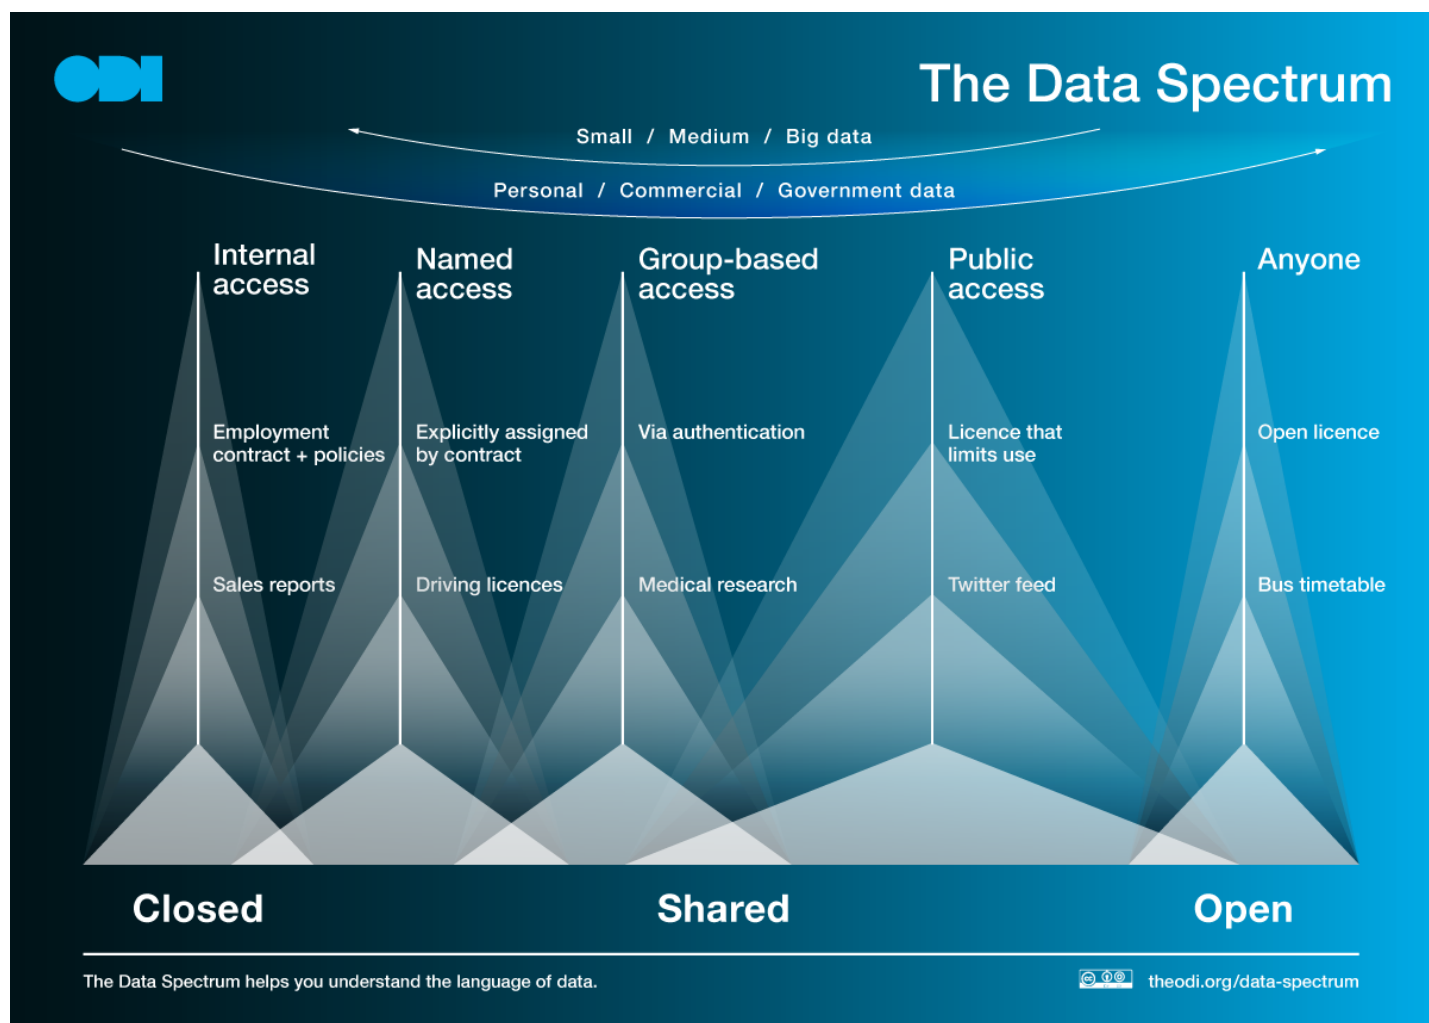 ODI
The Data Spectrum
Small / Medium / Big data
Personal / Commercial / Government data
Internal
access
Named
access
Group-based
access
Public
access
Anyone
Employment
contract + policies
Explicitly assigned
by contract
Via authentication
Licence that
limits use
Open licence
Sales reports
Driving licences
Medical research
Twitter feed
Bus timetable
Closed
Shared
Open
The Data Spectrum helps you understand the language of data.
cc
theodi.org/data-spectrum